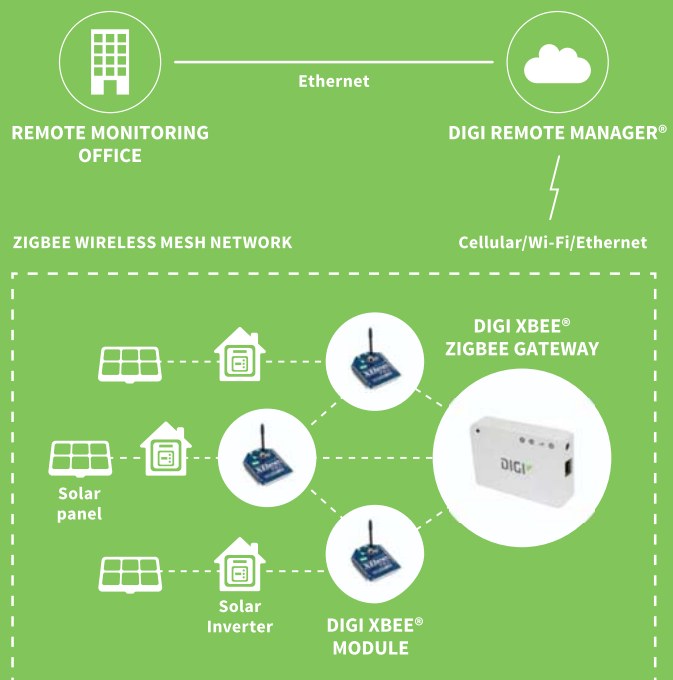 Ethernet
REMOTE MONITORING
OFFICE
DIGI REMOTE MANAGER®
ZIGBEE WIRELESS MESH NETWORK
Cellular/Wi-Fi/Ethernet
DIGI XBEE®
ZIGBEE GATEWAY
DIGI
Solar
panel
Solar
Inverter
DIGI XBEE®
MODULE